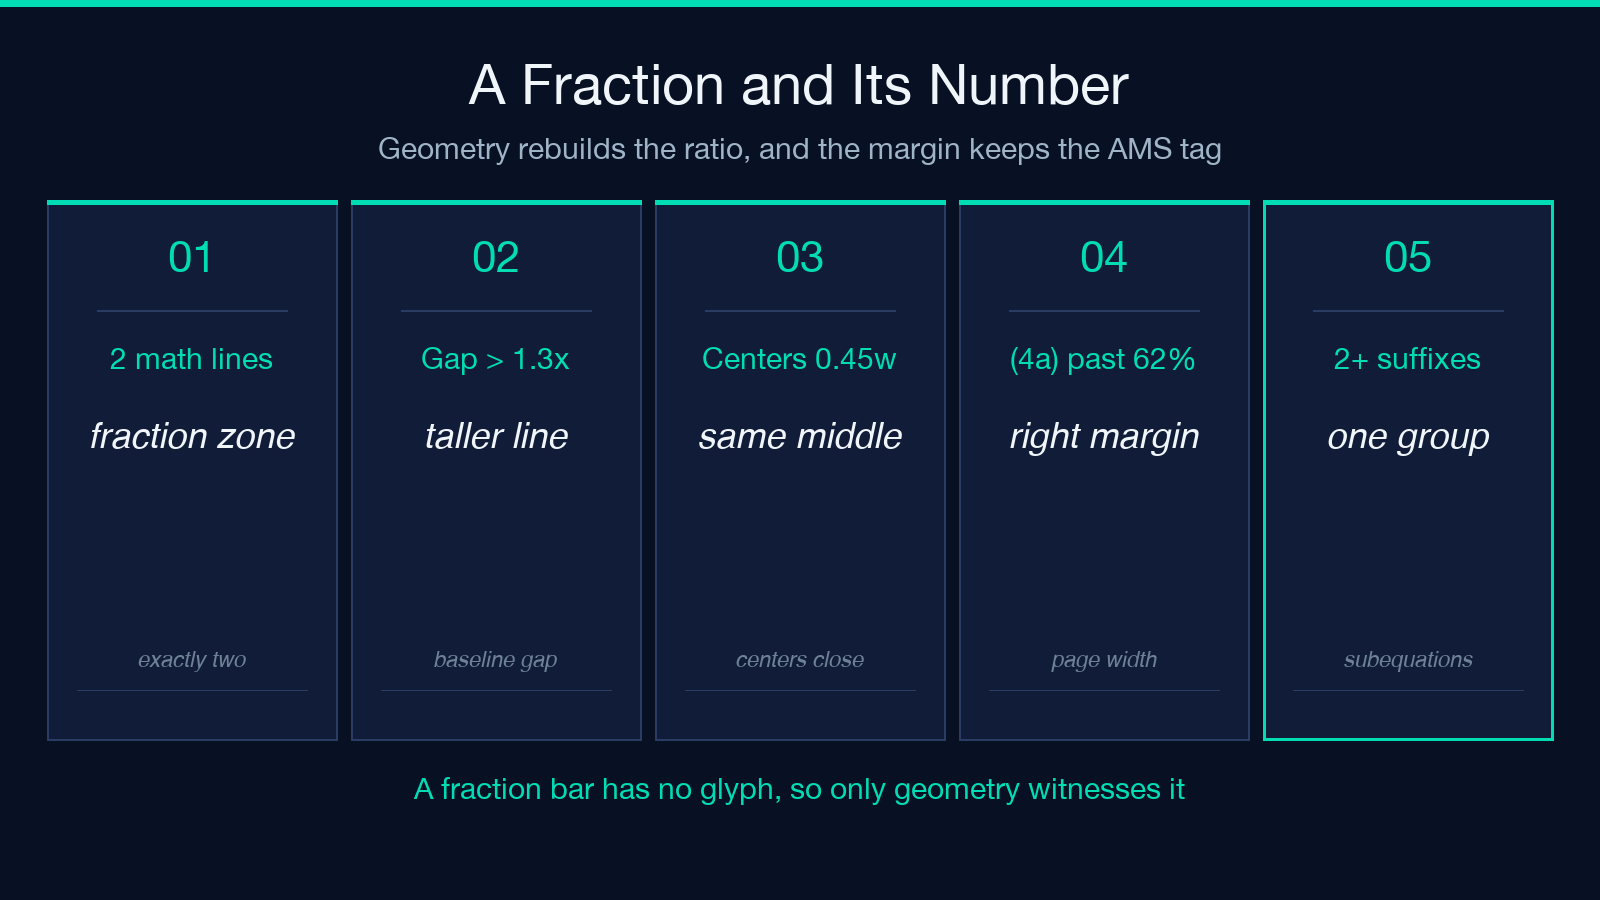 A Fraction and Its Number
Geometry rebuilds the ratio, and the margin keeps the AMS tag
01
2 math lines
fraction zone
exactly two
02
Gap > 1.3x
taller line
baseline gap
03
Centers 0.45w
same middle
centers close
04
(4a) past 62%
right margin
page width
05
2+ suffixes
one group
subequations
A fraction bar has no glyph, so only geometry witnesses it